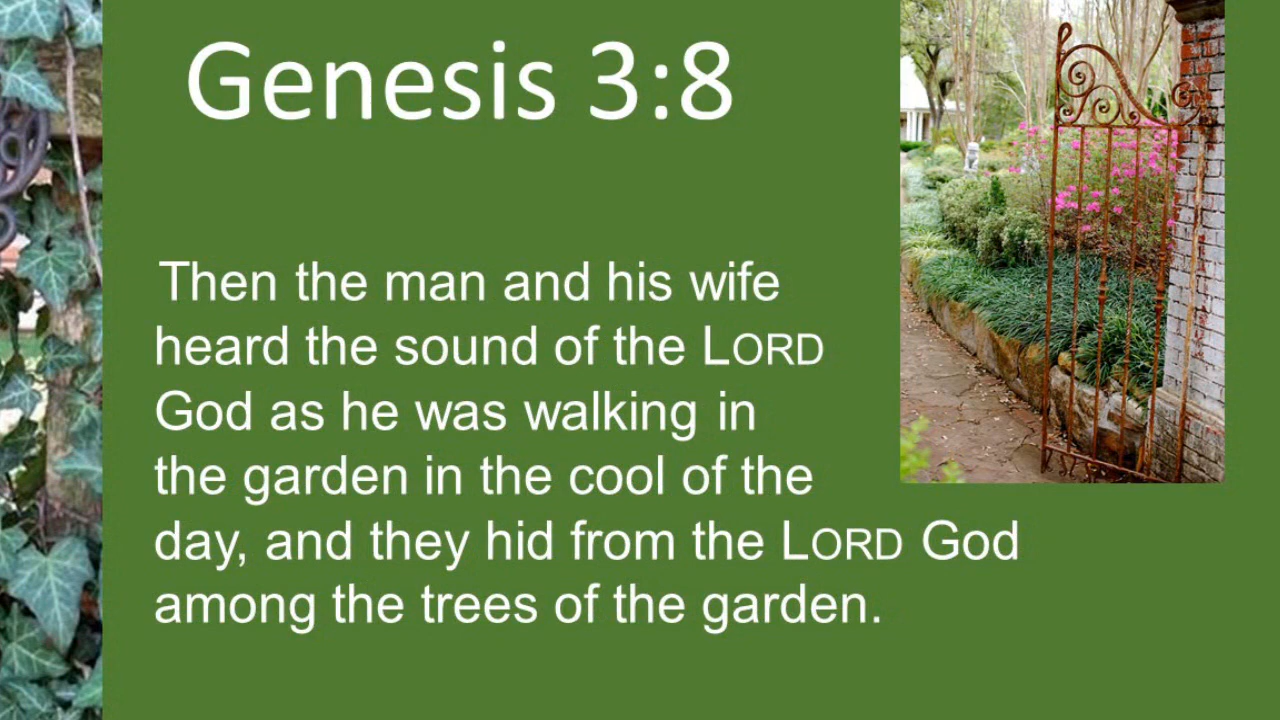 Genesis 3:8
Then the man and his wife
heard the sound of the LORD
God as he was walking in
the garden in the cool of the
day, and they hid from the LORD God
among the trees of the garden.